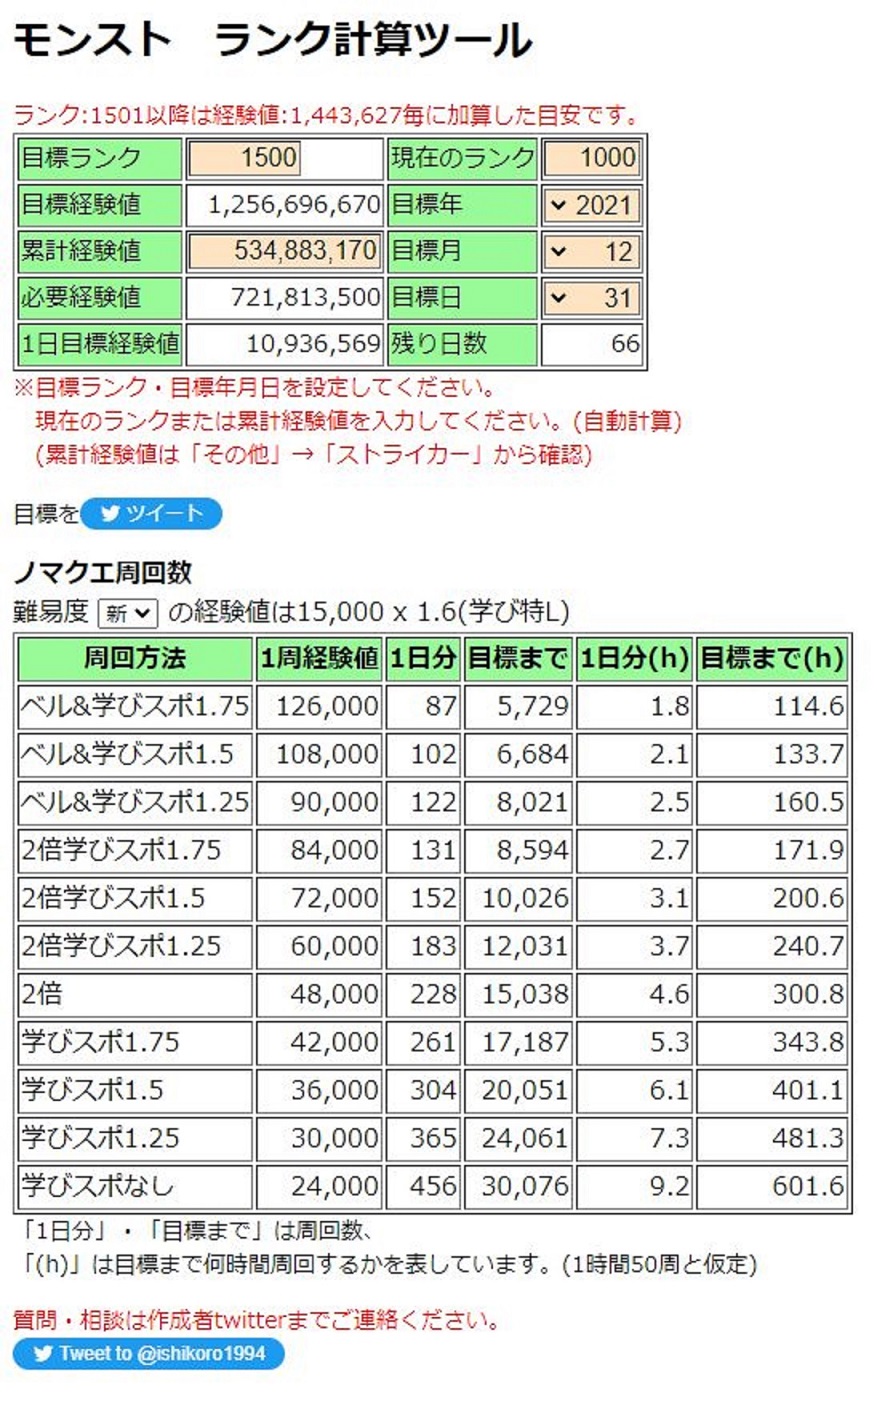 モンスト　ランク計算ツール
ランク:1501以降は経験値:1,443,627毎に加算した目安です。
目標ランク 1500 現在のランク 1000
目標経験値 1,256,696,670 目標年 2021
累計経験値 534,883,170 目標月 12
必要経験値 721,813,500 目標日 31
1日目標経験値 10,936,569 残り日数 66
※目標ランク・目標年月日を設定してください。
現在のランクまたは累計経験値を入力してください。(自動計算)
(累計経験値は「その他」→「ストライカー」から確認)
目標を ツイート
ノマクエ周回数
難易度 新 の経験値は15,000 x 1.6(学び特L)
周回方法 1周経験値 1日分 目標まで 1日分(h) 目標まで(h)
ベル&学びスポ1.75 126,000 87 5,729 1.8 114.6
ベル&学びスポ1.5 108,000 102 6,684 2.1 133.7
ベル&学びスポ1.25 90,000 122 8,021 2.5 160.5
2倍学びスポ1.75 84,000 131 8,594 2.7 171.9
2倍学びスポ1.5 72,000 152 10,026 3.1 200.6
2倍学びスポ1.25 60,000 183 12,031 3.7 240.7
2倍 48,000 228 15,038 4.6 300.8
学びスポ1.75 42,000 261 17,187 5.3 343.8
学びスポ1.5 36,000 304 20,051 6.1 401.1
学びスポ1.25 30,000 365 24,061 7.3 481.3
学びスポなし 24,000 456 30,076 9.2 601.6
「1日分」・「目標まで」は周回数、
「(h)」は目標まで何時間周回するかを表しています。(1時間50周と仮定)
質問・相談は作成者twitterまでご連絡ください。
Tweet to @ishikoro1994